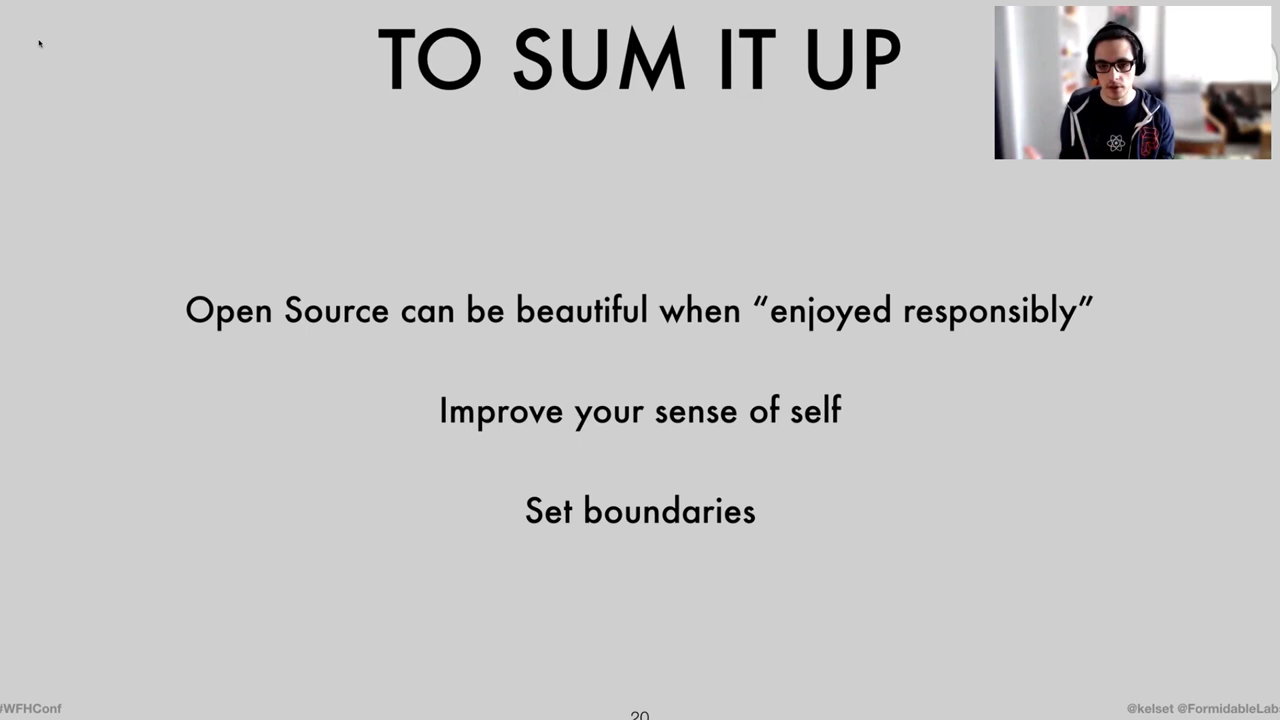 TO SUM IT UP
Open Source can be beautiful when “enjoyed responsibly”
Improve your sense of self
Set boundaries
#WFHConf
20
@kelset @FormidableLabs